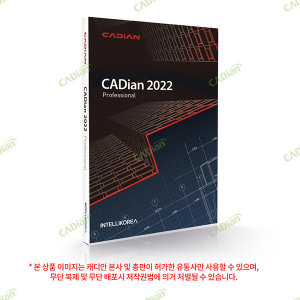 CADIAN
CADian 2022
Professional
CADian 2022
Professional
INTELLIKOREA
* 본 상품 이미지는 캐디안 본사 및 총판이 허가한 유통사만 사용할 수 있으며,
무단 복제 및 무단 배포시 저작권법에 의거 처벌될 수 있습니다.
CADian